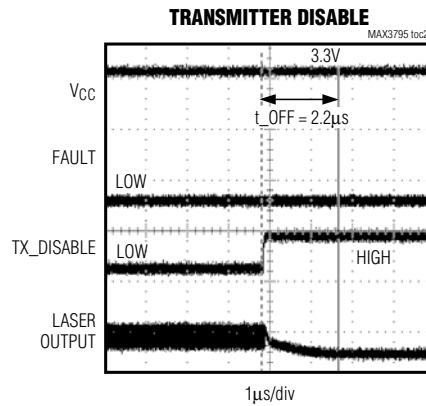 TRANSMITTER DISABLE
MAX3795 toc2
3.3V
VCC
t_OFF = 2.2µs
FAULT
LOW
TX_DISABLE
LOW
HIGH
LASER
OUTPUT
1µs/div